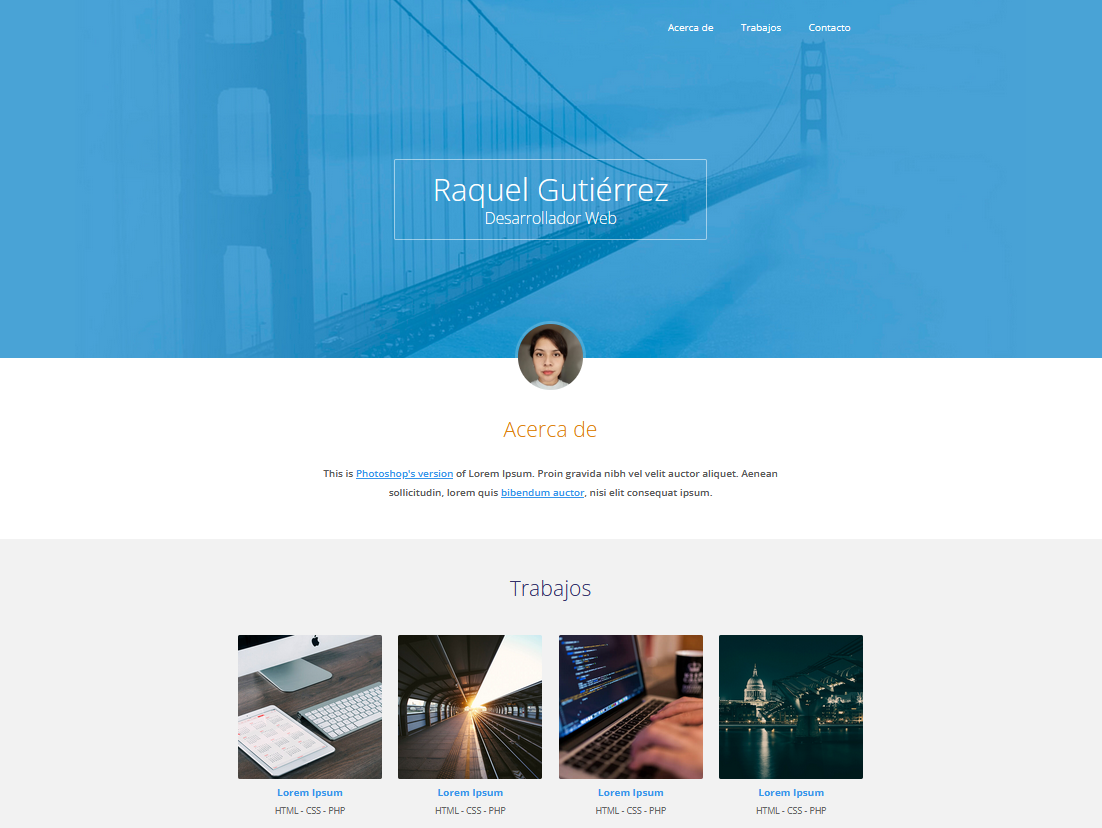 Acerca de Trabajos Contacto
Raquel Gutiérrez
Desarrollador Web
Acerca de
This is Photoshop's version of Lorem Ipsum. Proin gravida nibh vel velit auctor aliquet. Aenean
sollicitudin, lorem quis bibendum auctor, nisi elit consequat ipsum.
Trabajos
Lorem Ipsum Lorem Ipsum Lorem Ipsum Lorem Ipsum
HTML - CSS - PHP HTML - CSS - PHP HTML - CSS - PHP HTML - CSS - PHP